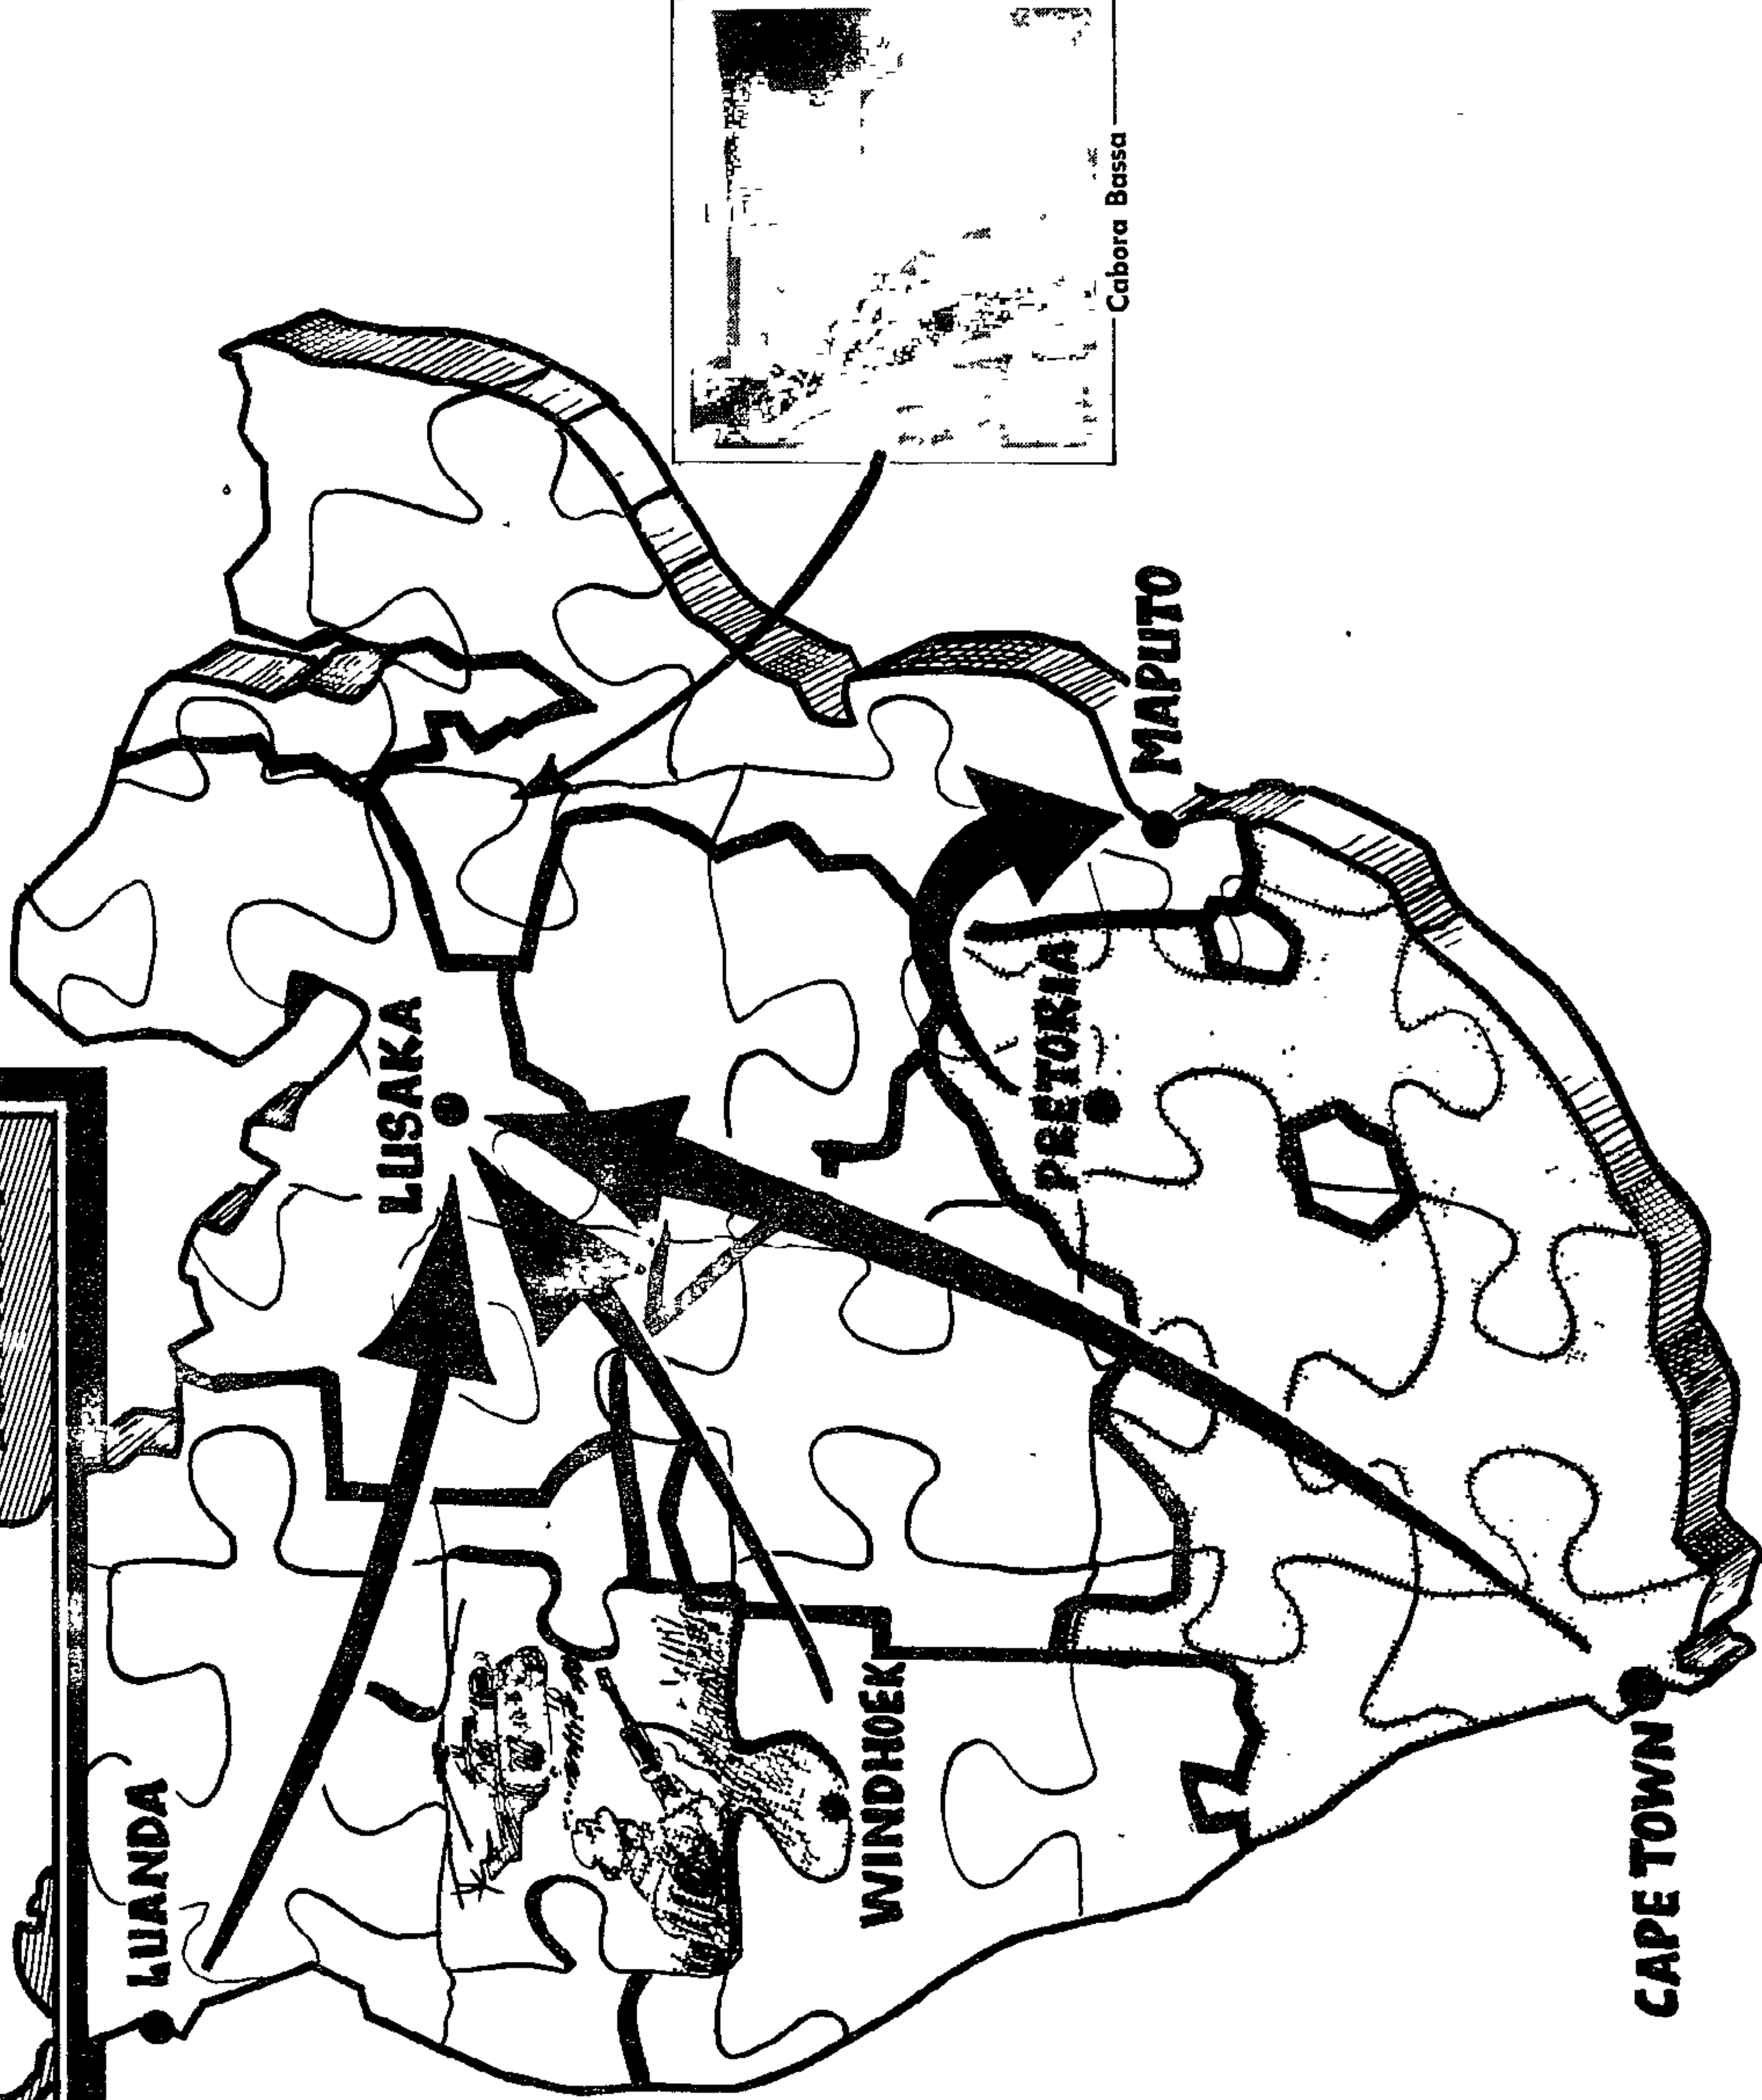 LUANDA
LUSAKA
Cabora Bassa
WINDHOEK
PRETORIA
MAPUTO
CAPE TOWN